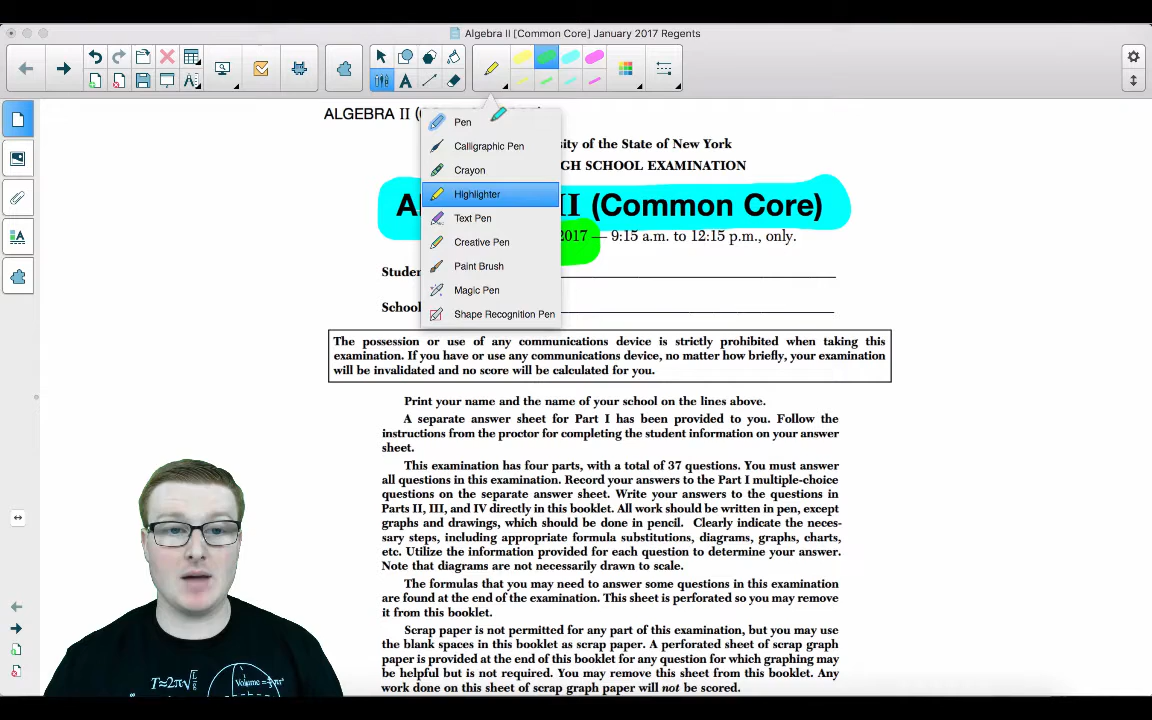 Algebra II [Common Core] January 2017 Regents
ALGEBRA II (
Pen
Calligraphic Pen
Crayon
Highlighter
Text Pen
Creative Pen
Paint Brush
Magic Pen
Shape Recognition Pen
sity of the State of New York
GH SCHOOL EXAMINATION
A II (Common Core)
2017 — 9:15 a.m. to 12:15 p.m., only.
Stude
School
The possession or use of any communications device is strictly prohibited when taking this
examination. If you have or use any communications device, no matter how briefly, your examination
will be invalidated and no score will be calculated for you.
Print your name and the name of your school on the lines above.
A separate answer sheet for Part I has been provided to you. Follow the
instructions from the proctor for completing the student information on your answer
sheet.
This examination has four parts, with a total of 37 questions. You must answer
all questions in this examination. Record your answers to the Part I multiple-choice
questions on the separate answer sheet. Write your answers to the questions in
Parts II, III, and IV directly in this booklet. All work should be written in pen, except
graphs and drawings, which should be done in pencil. Clearly indicate the neces-
sary steps, including appropriate formula substitutions, diagrams, graphs, charts,
etc. Utilize the information provided for each question to determine your answer.
Note that diagrams are not necessarily drawn to scale.
The formulas that you may need to answer some questions in this examination
are found at the end of the examination. This sheet is perforated so you may remove
it from this booklet.
Scrap paper is not permitted for any part of this examination, but you may use
the blank spaces in this booklet as scrap paper. A perforated sheet of scrap graph
paper is provided at the end of this booklet for any question for which graphing may
be helpful but is not required. You may remove this sheet from this booklet. Any
work done on this sheet of scrap graph paper will not be scored.
T≈2π√L/g